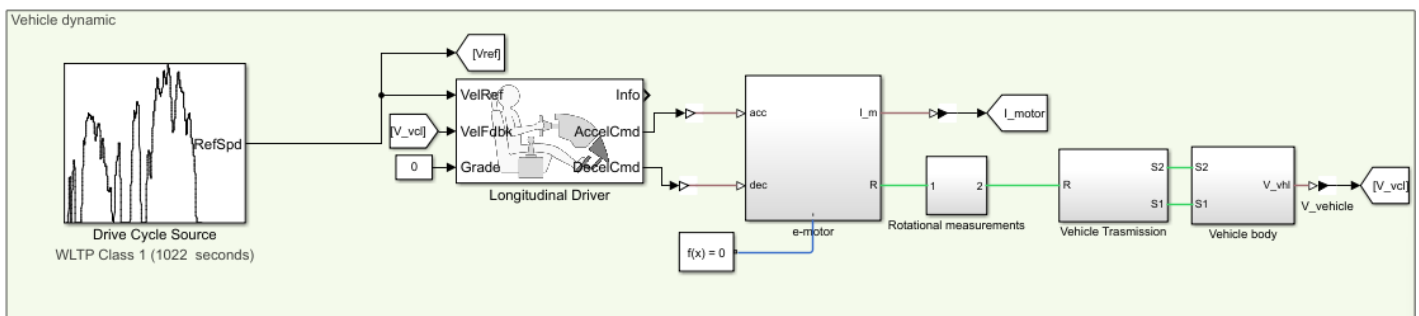 Vehicle dynamic
[Vref]
VelRef
Info
[V_vcl]
VelFdbk
AccelCmd
0
Grade
DecelCmd
Longitudinal Driver
RefSpd
Drive Cycle Source
WLTP Class 1 (1022 seconds)
acc
I_m
dec
R
e-motor
f(x) = 0
I_motor
1
2
Rotational measurements
R
S2
S1
Vehicle Trasmission
S2
S1
V_vhl
Vehicle body
V_vehicle
[V_vcl]